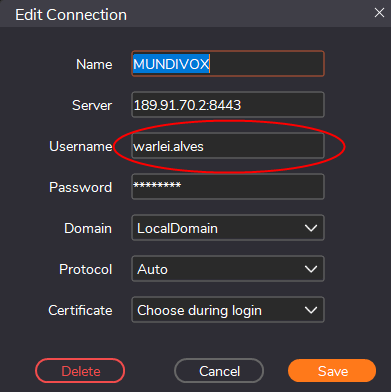 Edit Connection
Name MUNDIVOX
Server 189.91.70.2:8443
Username warlei.alves
Password ********
Domain LocalDomain
Protocol Auto
Certificate Choose during login
Delete Cancel Save